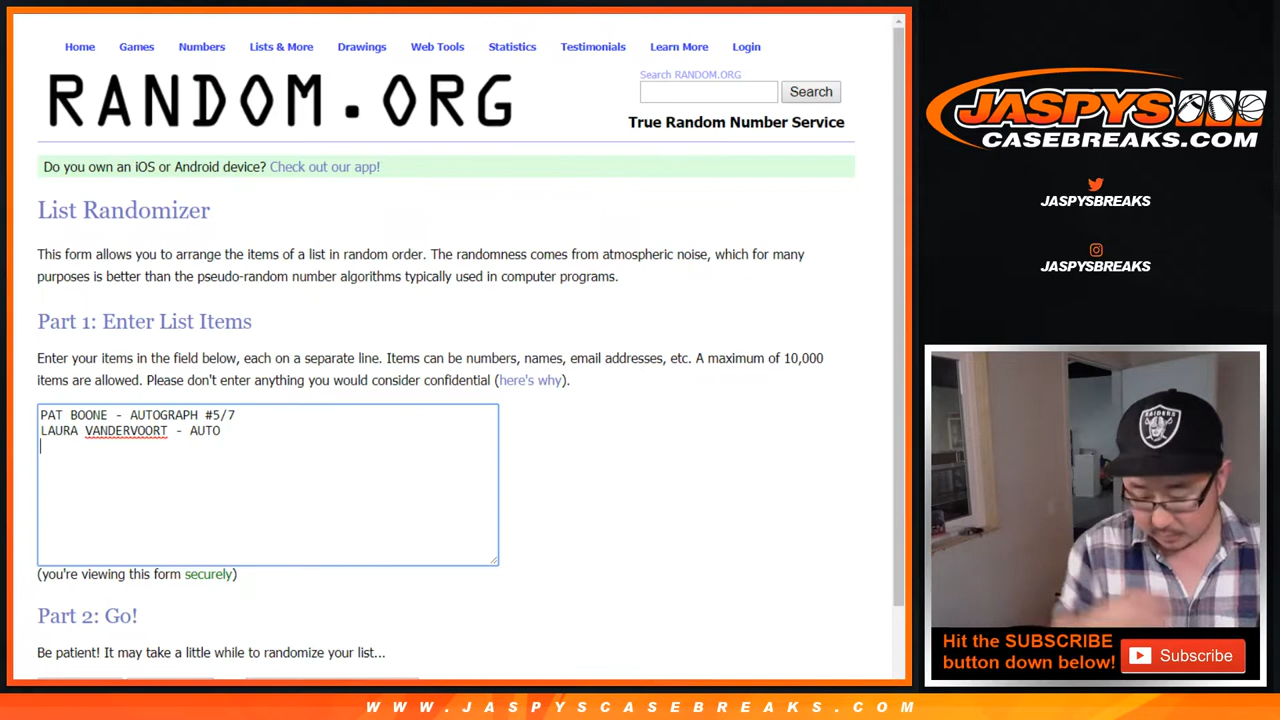 Home Games Numbers Lists & More Drawings Web Tools Statistics Testimonials Learn More Login
RANDOM.ORG
Search RANDOM.ORG
Search
True Random Number Service
Do you own an iOS or Android device? Check out our app!
List Randomizer
This form allows you to arrange the items of a list in random order. The randomness comes from atmospheric noise, which for many
purposes is better than the pseudo-random number algorithms typically used in computer programs.
Part 1: Enter List Items
Enter your items in the field below, each on a separate line. Items can be numbers, names, email addresses, etc. A maximum of 10,000
items are allowed. Please don't enter anything you would consider confidential (here's why).
PAT BOONE - AUTOGRAPH #5/7
LAURA VANDERVOORT - AUTO
(you're viewing this form securely)
Part 2: Go!
Be patient! It may take a little while to randomize your list...
JASPYS
CASEBREAKS.COM
JASPYSBREAKS
JASPYSBREAKS
RAIDERS
Hit the SUBSCRIBE
button down below!
Subscribe
WWW.JASPYSCASEBREAKS.COM